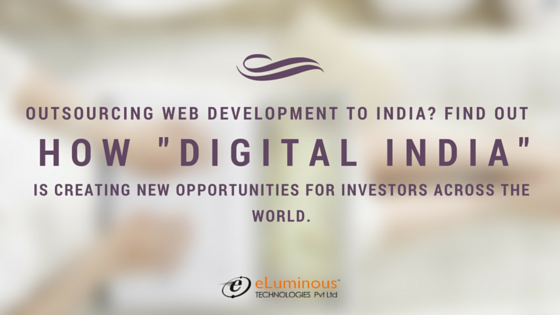 OUTSOURCING WEB DEVELOPMENT TO INDIA? FIND OUT
HOW "DIGITAL INDIA"
IS CREATING NEW OPPORTUNITIES FOR INVESTORS ACROSS THE
WORLD.
e eLuminous™
TECHNOLOGIES Pvt Ltd